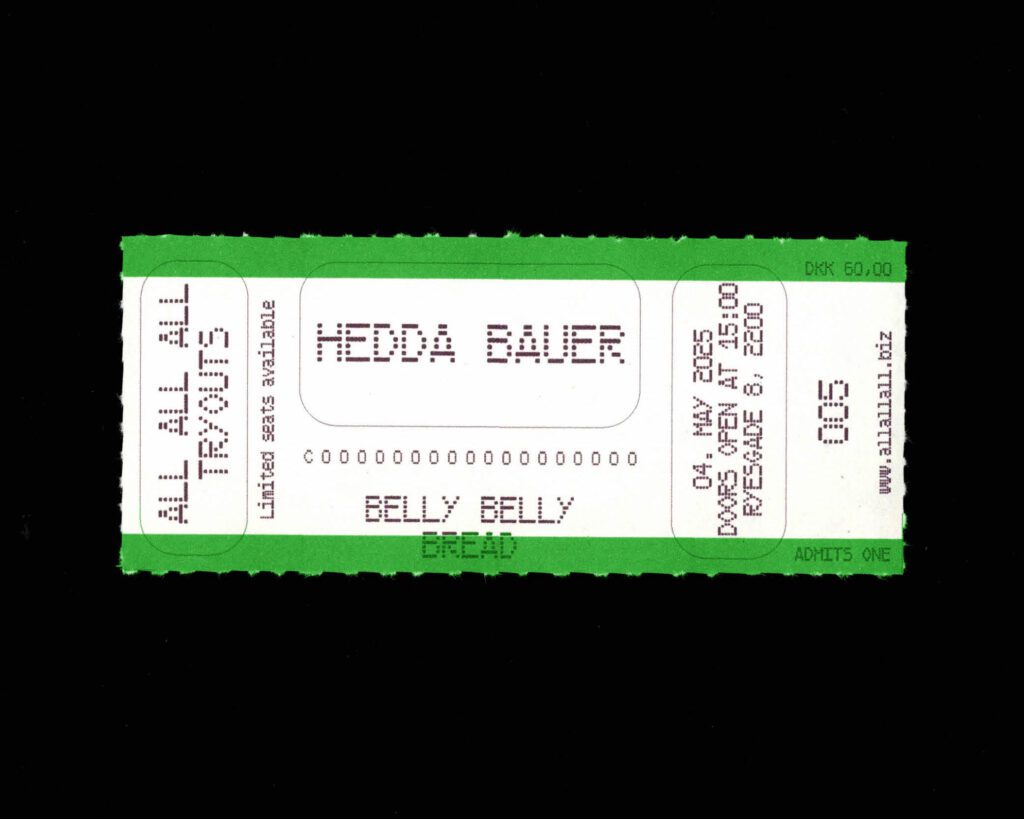 ALL ALL ALL
TRYOUTS
Limited seats available
HEDDA BAUER
COOOOOOOOOOOOOOOOOO
BELLY BELLY
BREAD
04. MAY 2025
DOORS OPEN AT 15:00
RYESGADE 8, 2200
DKK 60,00
005
www.allallall.biz
ADMITS ONE